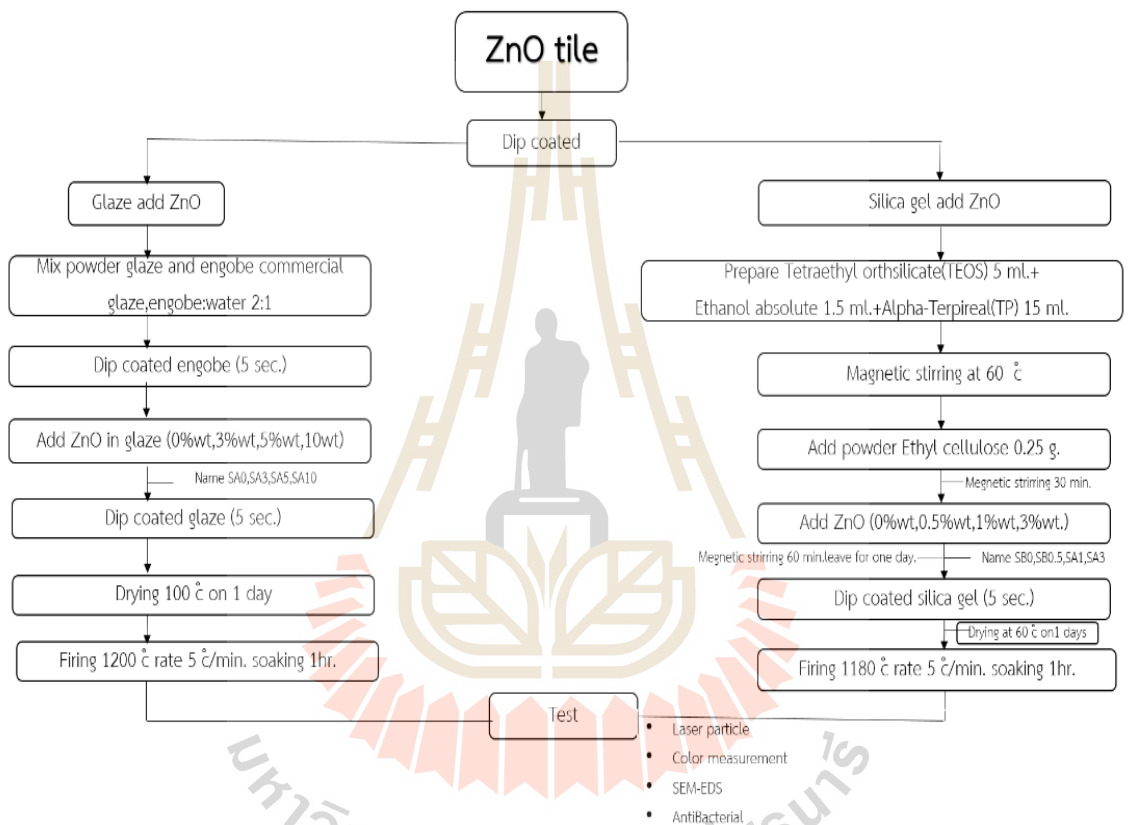 ZnO tile
Dip coated
Glaze add ZnO
Mix powder glaze and engobe commercial
glaze,engobe:water 2:1
Dip coated engobe (5 sec.)
Add ZnO in glaze (0%wt,3%wt,5%wt,10wt)
Name SA0,SA3,SA5,SA10
Dip coated glaze (5 sec.)
Drying 100 c̊ on 1 day
Firing 1200 c̊ rate 5 c̊/min. soaking 1hr.
Silica gel add ZnO
Prepare Tetraethyl orthsilicate(TEOS) 5 ml.+
Ethanol absolute 1.5 ml.+Alpha-Terpireal(TP) 15 ml.
Magnetic stirring at 60 c̊
Add powder Ethyl cellulose 0.25 g.
Megnetic strirring 30 min.
Add ZnO (0%wt,0.5%wt,1%wt,3%wt.)
Megnetic strirring 60 min.leave for one day.
Name SB0,SB0.5,SA1,SA3
Dip coated silica gel (5 sec.)
Drying at 60 c̊ on1 days
Firing 1180 c̊ rate 5 c̊/min. soaking 1hr.
Test
• Laser particle
• Color measurement
• SEM-EDS
• AntiBacterial